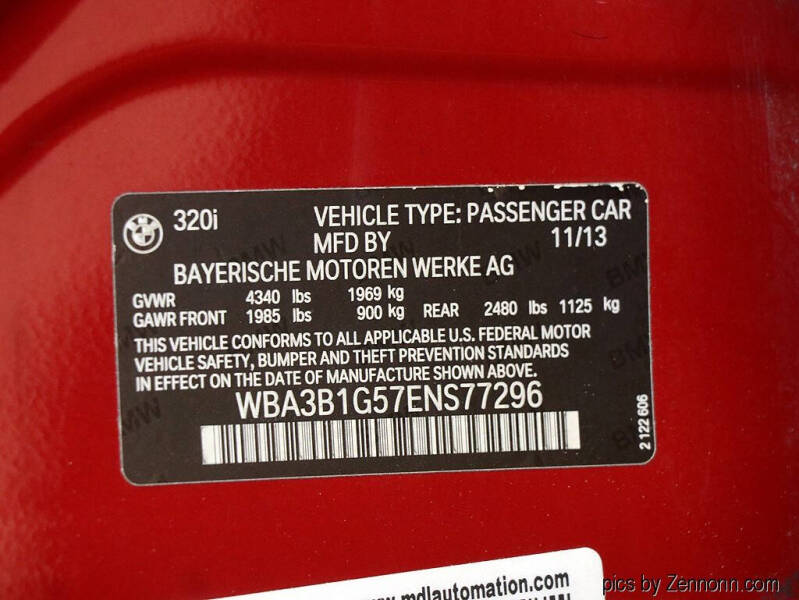 320i VEHICLE TYPE: PASSENGER CAR
MFD BY 11/13
BAYERISCHE MOTOREN WERKE AG
GVWR 4340 lbs 1969 kg
GAWR FRONT 1985 lbs 900 kg REAR 2480 lbs 1125 kg
THIS VEHICLE CONFORMS TO ALL APPLICABLE U.S. FEDERAL MOTOR
VEHICLE SAFETY, BUMPER AND THEFT PREVENTION STANDARDS
IN EFFECT ON THE DATE OF MANUFACTURE SHOWN ABOVE.
WBA3B1G57ENS77296
2 122 606
www.mdlautomation.com
pics by Zennonn.com